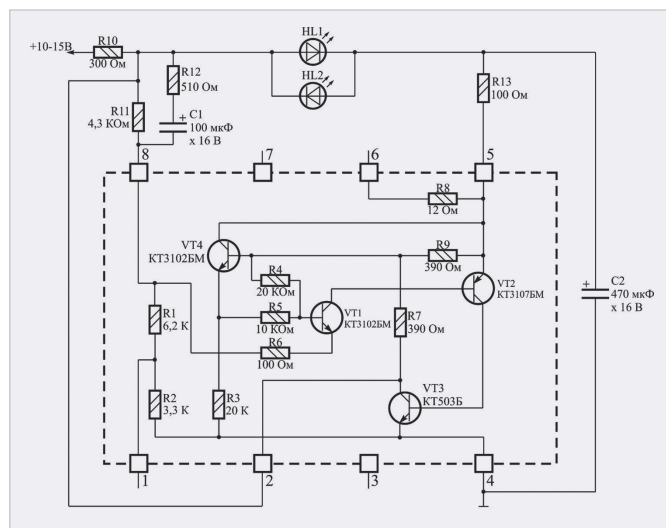 HL1
+10-15В
R10
300 Ом
R12
510 Ом
HL2
R13
100 Ом
R11
4,3 КОм
C1
100 мкФ
х 16 В
8
7
6
5
R8
12 Ом
VT4
КТ3102БМ
R9
390 Ом
R4
20 КОм
VT2
КТ3107БМ
C2
470 мкФ
х 16 В
R1
6,2 К
R5
10 КОм
VT1
КТ3102БМ
R7
390 Ом
R6
100 Ом
R2
3,3 К
R3
20 К
VT3
КТ503Б
1
2
3
4